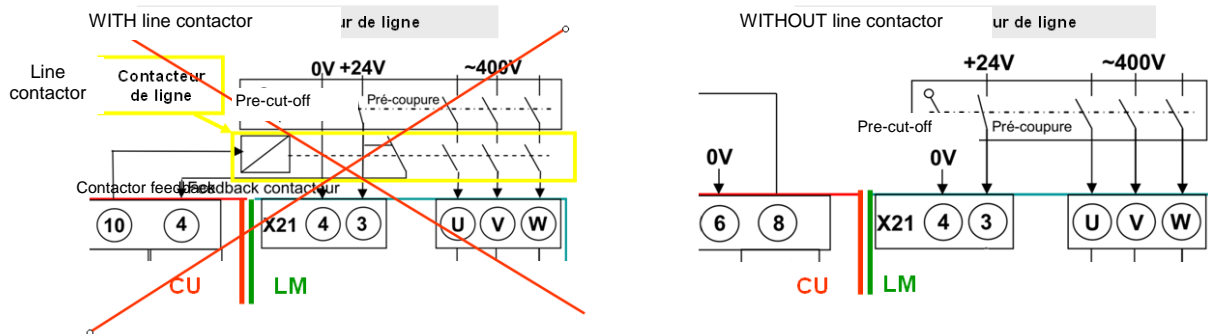 WITH line contactor
ur de ligne
Line
contactor
Contacteur
de ligne
0V +24V
~400V
Pre-cut-off
Pré-coupure
Contactor feedback
Feedback contacteur
10
4
X21
4
3
U
V
W
CU
LM
WITHOUT line contactor
ur de ligne
+24V
~400V
Pre-cut-off
Pré-coupure
0V
0V
6
8
X21
4
3
U
V
W
CU
LM